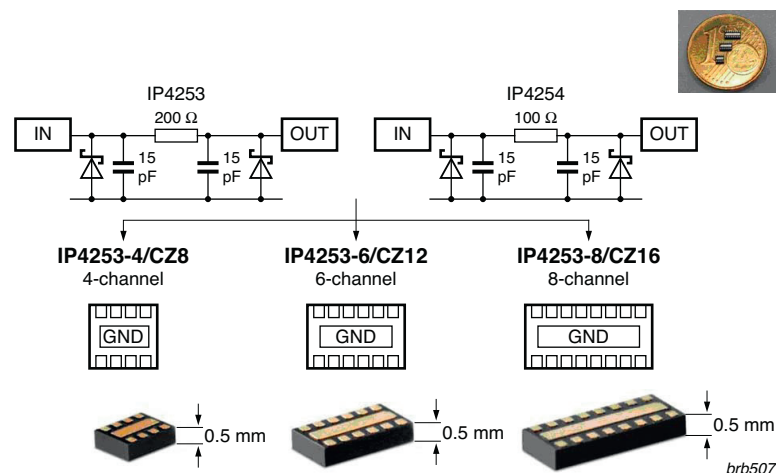 IP4253
200 Ω
IN
OUT
15
pF
15
pF
IP4254
100 Ω
IN
OUT
15
pF
15
pF
IP4253-4/CZ8
4-channel
IP4253-6/CZ12
6-channel
IP4253-8/CZ16
8-channel
GND
GND
GND
0.5 mm
0.5 mm
0.5 mm
brb507
1